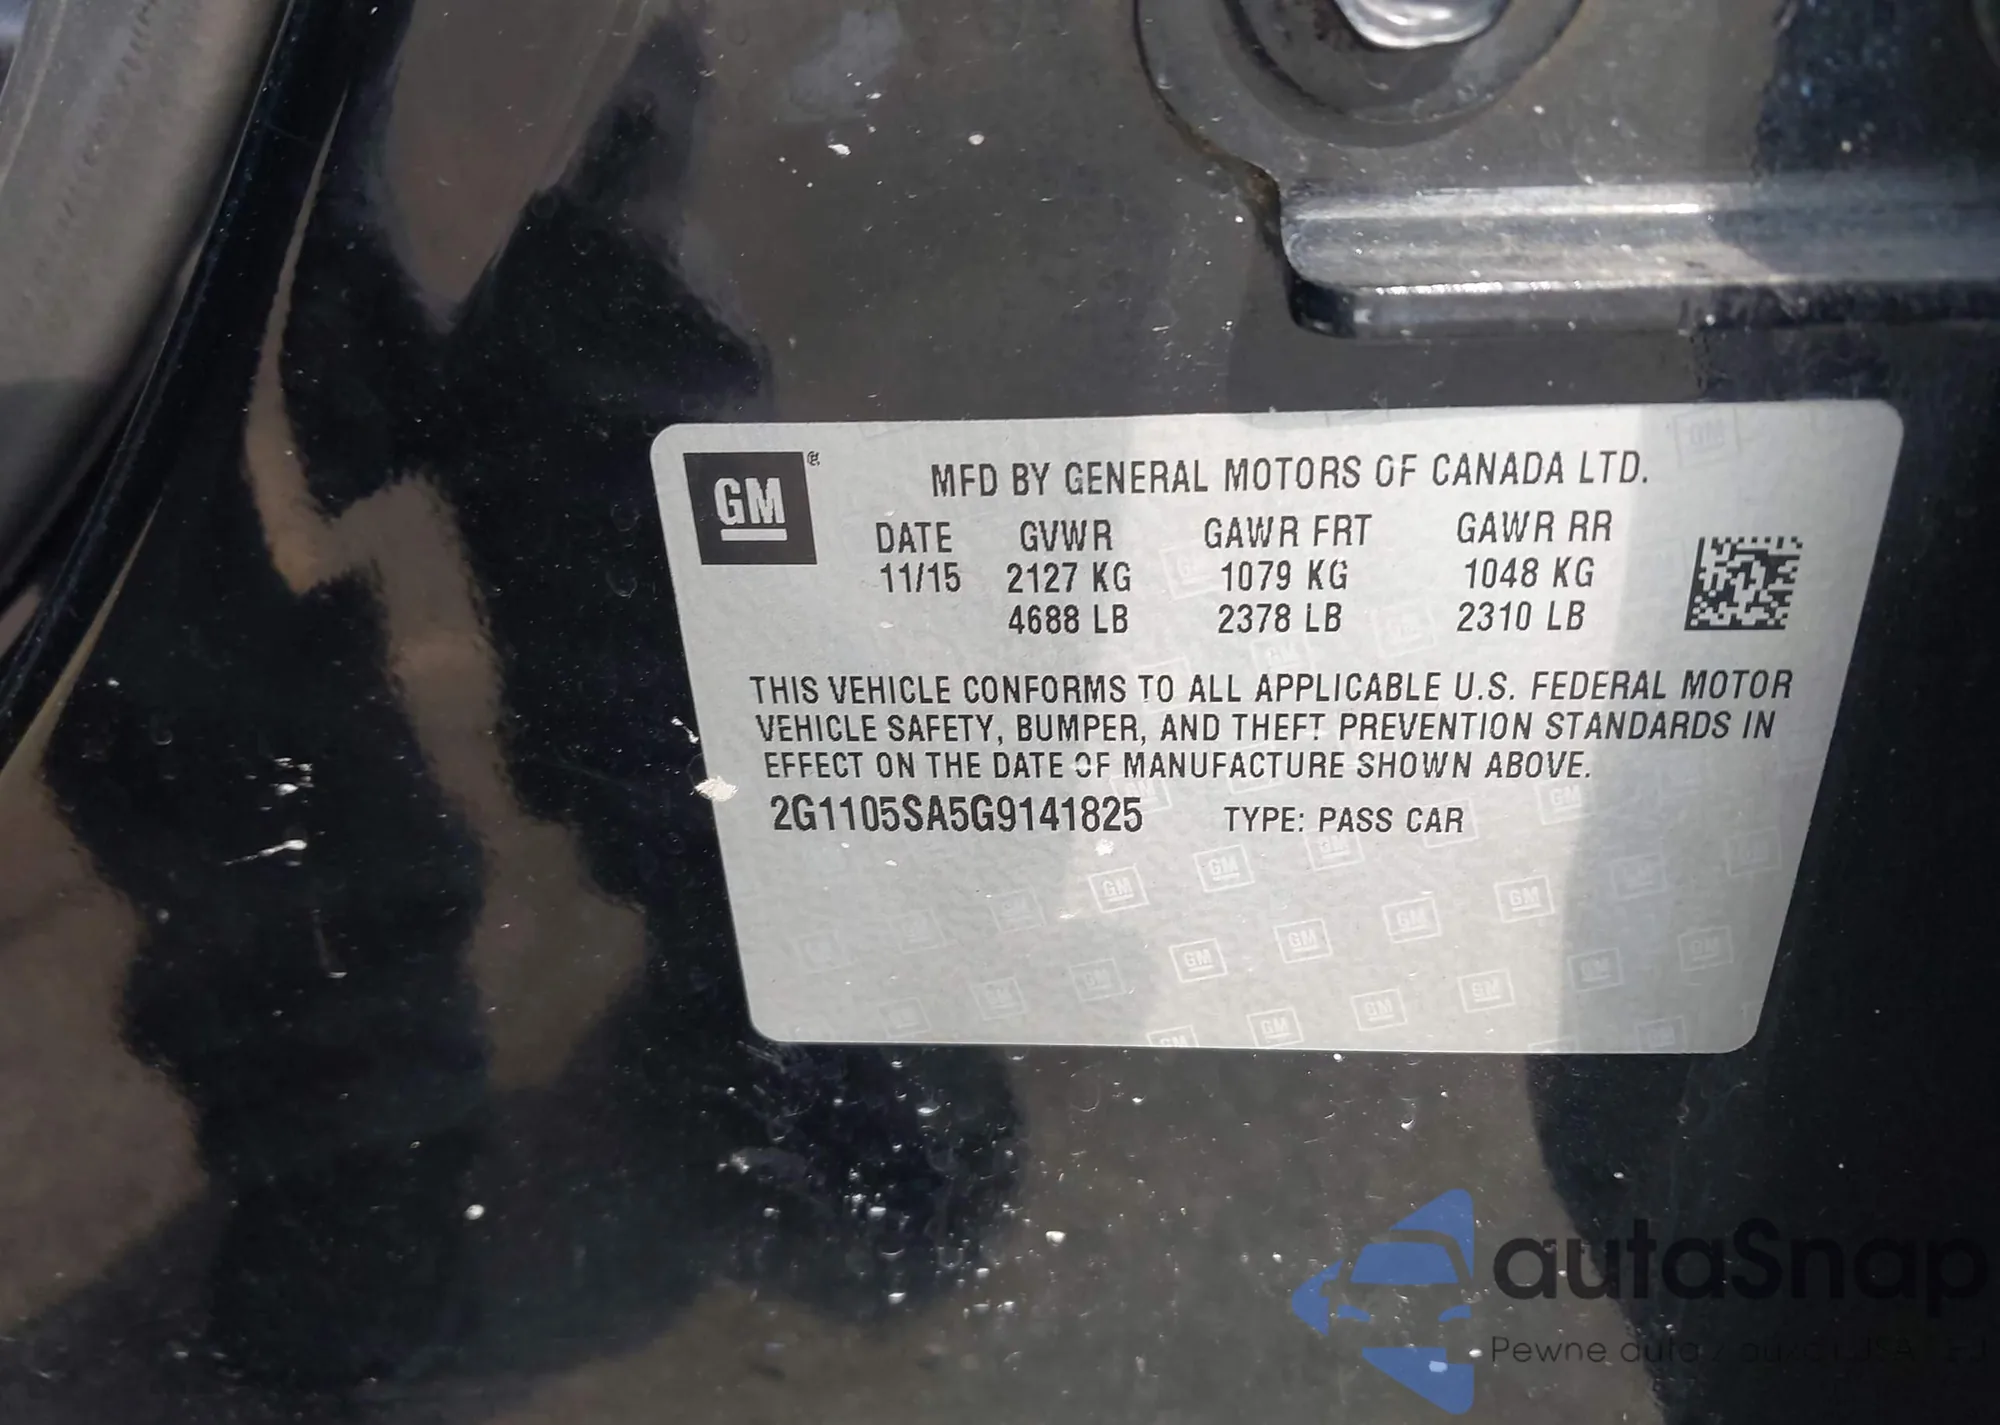 GM ®
MFD BY GENERAL MOTORS OF CANADA LTD.
DATE GVWR GAWR FRT GAWR RR
11/15 2127 KG 1079 KG 1048 KG
4688 LB 2378 LB 2310 LB
THIS VEHICLE CONFORMS TO ALL APPLICABLE U.S. FEDERAL MOTOR
VEHICLE SAFETY, BUMPER, AND THEFT PREVENTION STANDARDS IN
EFFECT ON THE DATE OF MANUFACTURE SHOWN ABOVE.
2G1105SA5G9141825 TYPE: PASS CAR
autaSnap
Pewne auto z